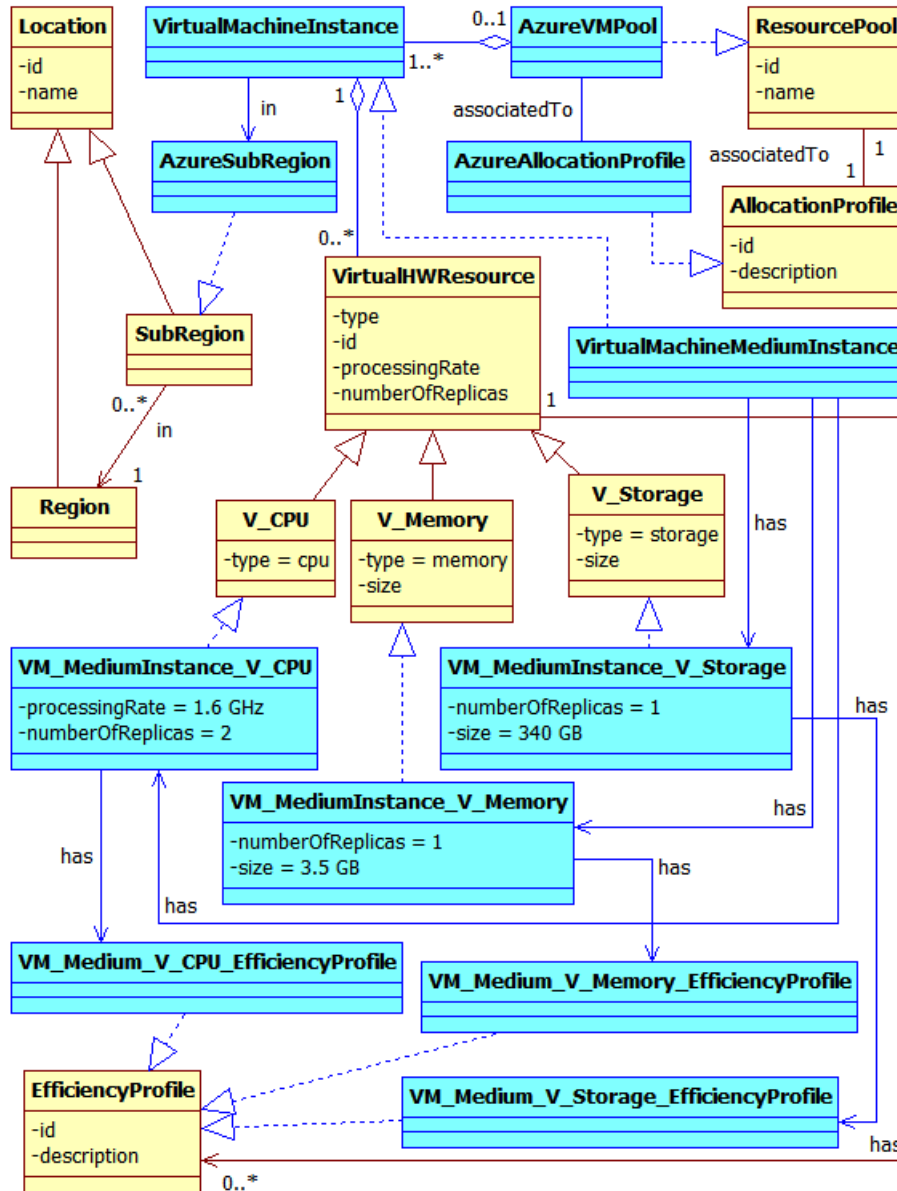 Location
-id
-name
VirtualMachineInstance
0..1
AzureVMPool
ResourcePool
-id
-name
1..*
1
in
associatedTo
associatedTo
1
1
AzureSubRegion
AzureAllocationProfile
AllocationProfile
-id
-description
0..*
VirtualHWResource
-type
-id
-processingRate
-numberOfReplicas
SubRegion
VirtualMachineMediumInstance
0..*
in
1
1
Region
V_CPU
-type = cpu
V_Memory
-type = memory
-size
V_Storage
-type = storage
-size
has
VM_MediumInstance_V_CPU
-processingRate = 1.6 GHz
-numberOfReplicas = 2
VM_MediumInstance_V_Storage
-numberOfReplicas = 1
-size = 340 GB
has
VM_MediumInstance_V_Memory
-numberOfReplicas = 1
-size = 3.5 GB
has
has
has
has
VM_Medium_V_CPU_EfficiencyProfile
VM_Medium_V_Memory_EfficiencyProfile
EfficiencyProfile
-id
-description
VM_Medium_V_Storage_EfficiencyProfile
has
0..*